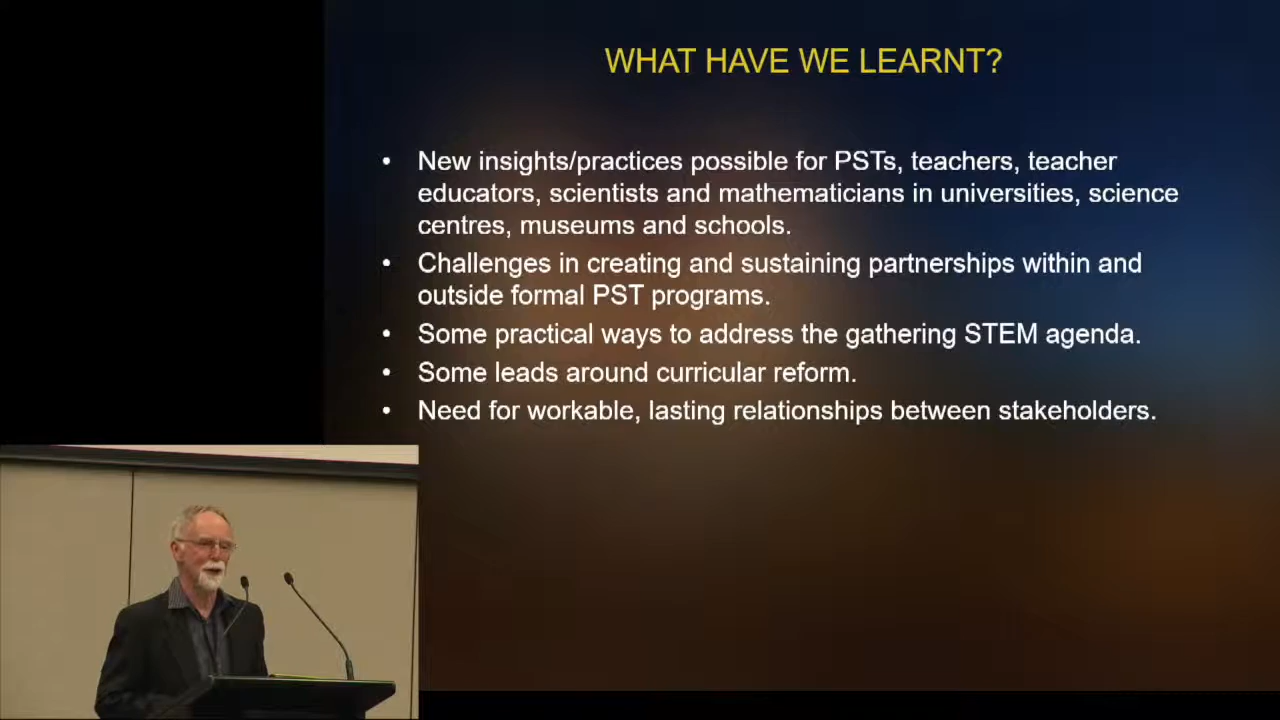 WHAT HAVE WE LEARNT?
• New insights/practices possible for PSTs, teachers, teacher
educators, scientists and mathematicians in universities, science
centres, museums and schools.
• Challenges in creating and sustaining partnerships within and
outside formal PST programs.
• Some practical ways to address the gathering STEM agenda.
• Some leads around curricular reform.
• Need for workable, lasting relationships between stakeholders.